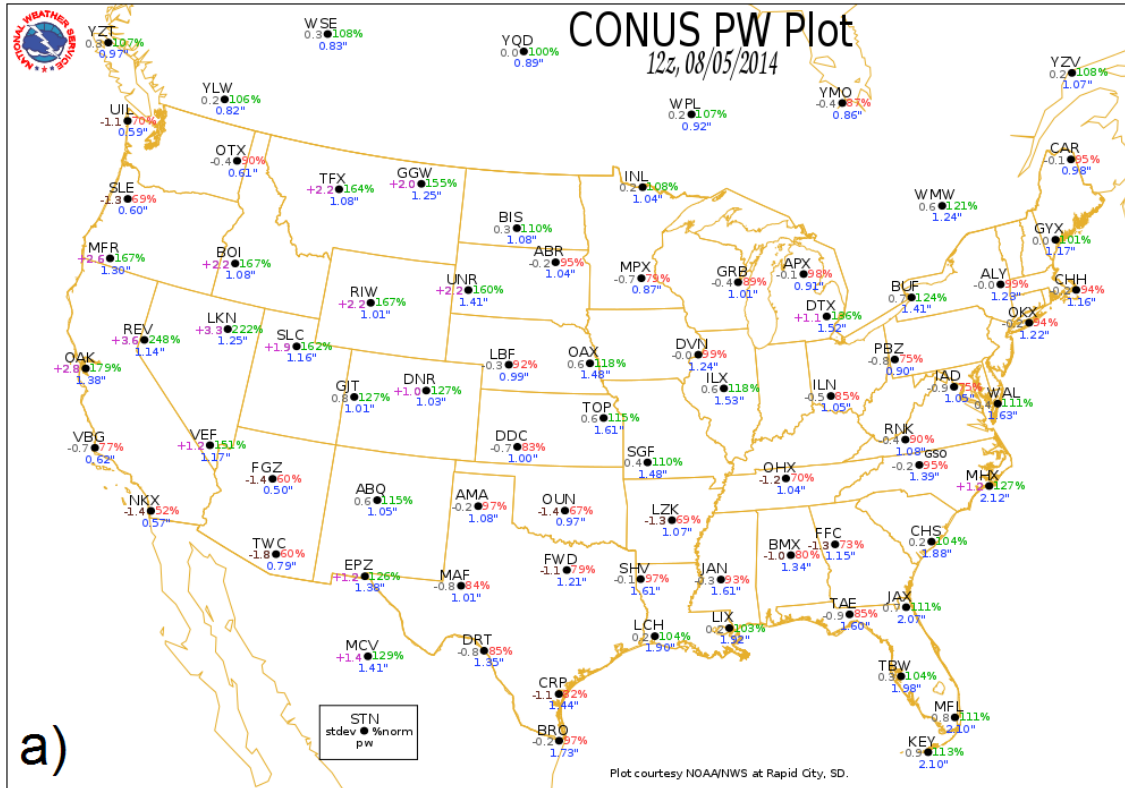 NATIONAL WEATHER SERVICE
CONUS PW Plot
12z, 08/05/2014
YZT
107%
0.97"
WSE
0.3 108%
0.83"
YQD
0.0 100%
0.89"
YZV
0.2 108%
1.07"
YLW
0.2 106%
0.82"
WPL
0.2 107%
0.92"
YMO
-0.4 87%
0.86"
UIL
-1.1 70%
0.59"
OTX
-0.4 90%
0.61"
CAR
-0.1 95%
0.98"
SLE
-1.3 69%
0.60"
TFX
+2.2 164%
1.08"
GGW
+2.0 155%
1.25"
INL
0.2 108%
1.04"
WMW
0.6 121%
1.24"
BIS
0.3 110%
1.08"
GYX
0.0 101%
1.17"
MFR
+2.6 167%
1.30"
BOI
+2.2 167%
1.08"
ABR
-0.2 95%
1.04"
MPX
-0.7 79%
0.87"
GRB
-0.4 89%
1.01"
APX
-0.1 98%
0.91"
ALY
-0.0 99%
1.23"
CHH
-0.2 94%
1.16"
RIW
+2.2 167%
1.01"
UNR
+2.2 160%
1.41"
BUF
0.7 124%
1.41"
DTX
+1.1 136%
1.52"
OKX
-0.2 94%
1.22"
REV
+3.6 248%
1.14"
LKN
+3.3 222%
1.25"
SLC
+1.9 162%
1.16"
OAK
+2.8 179%
1.38"
LBF
-0.3 92%
0.99"
OAX
0.6 118%
1.48"
DVN
-0.0 99%
1.24"
PBZ
-0.8 75%
0.90"
GJT
0.8 127%
1.01"
DNR
+1.0 127%
1.03"
ILX
0.6 118%
1.53"
ILN
-0.5 85%
1.05"
IAD
-0.9 75%
1.05"
WAL
0.4 111%
1.63"
TOP
0.6 115%
1.61"
VBG
-0.7 77%
0.62"
VEF
+1.2 151%
1.17"
DDC
-0.7 83%
1.00"
SGF
0.4 110%
1.48"
RNK
-0.4 90%
1.08"
GSO
-0.2 95%
1.39"
FGZ
-1.4 60%
0.50"
OHX
-1.2 70%
1.04"
MHX
+1.2 127%
2.12"
NKX
-1.4 52%
0.57"
ABQ
0.6 115%
1.05"
AMA
-0.2 97%
1.08"
OUN
-1.4 67%
0.97"
LZK
-1.3 69%
1.07"
TWC
-1.8 60%
0.79"
BMX
-1.0 80%
1.34"
FFC
-1.3 73%
1.15"
CHS
0.2 104%
1.88"
EPZ
+1.2 126%
1.38"
MAF
-0.8 84%
1.01"
FWD
-1.1 79%
1.21"
SHV
-0.1 97%
1.61"
JAN
-0.3 93%
1.61"
TAE
-0.9 85%
1.60"
JAX
0.7 111%
2.07"
MCV
+1.4 129%
1.41"
DRT
-0.8 85%
1.35"
LCH
0.2 104%
1.90"
LIX
0.2 103%
1.92"
TBW
0.3 104%
1.98"
CRP
-1.1 82%
1.44"
MFL
0.8 111%
2.10"
BRO
-0.2 97%
1.73"
KEY
0.9 113%
2.10"
a)
STN
stdev %norm
pw
Plot courtesy NOAA/NWS at Rapid City, SD.